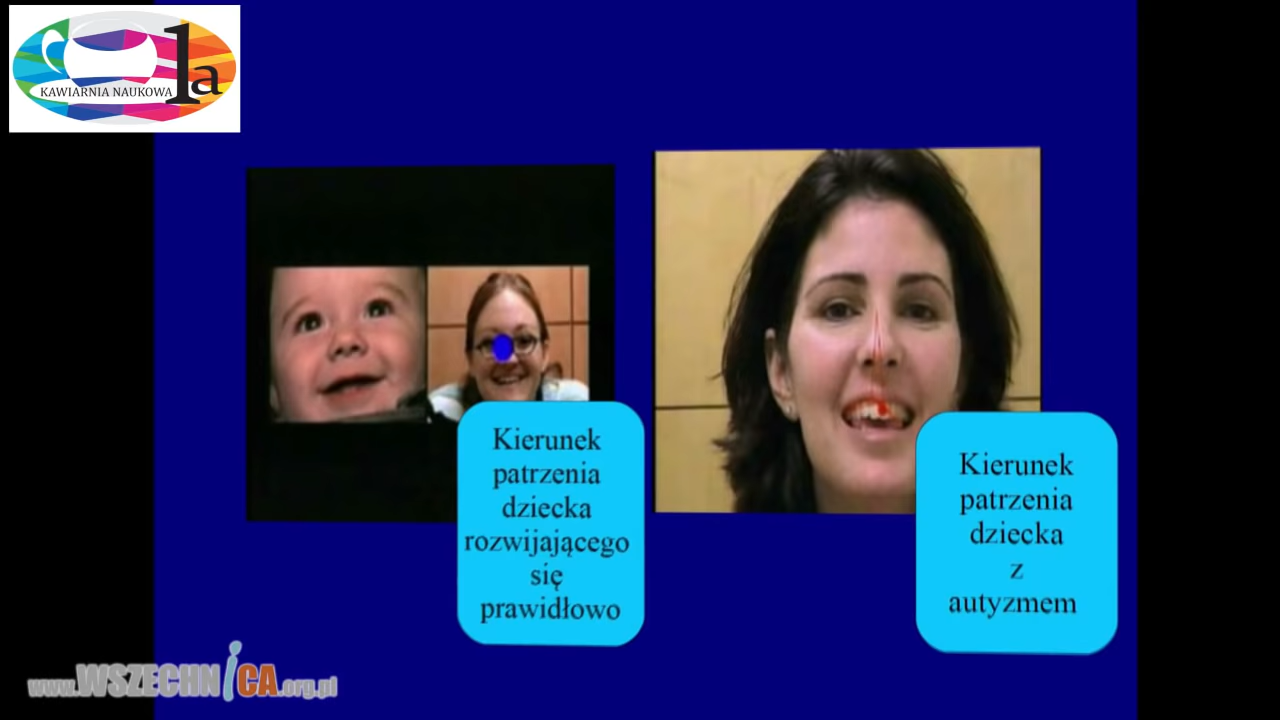 1a
KAWIARNIA NAUKOWA
Kierunek
patrzenia
dziecka
rozwijającego
się
prawidłowo
Kierunek
patrzenia
dziecka
z
autyzmem
www.WSZECHNICA.org.pl